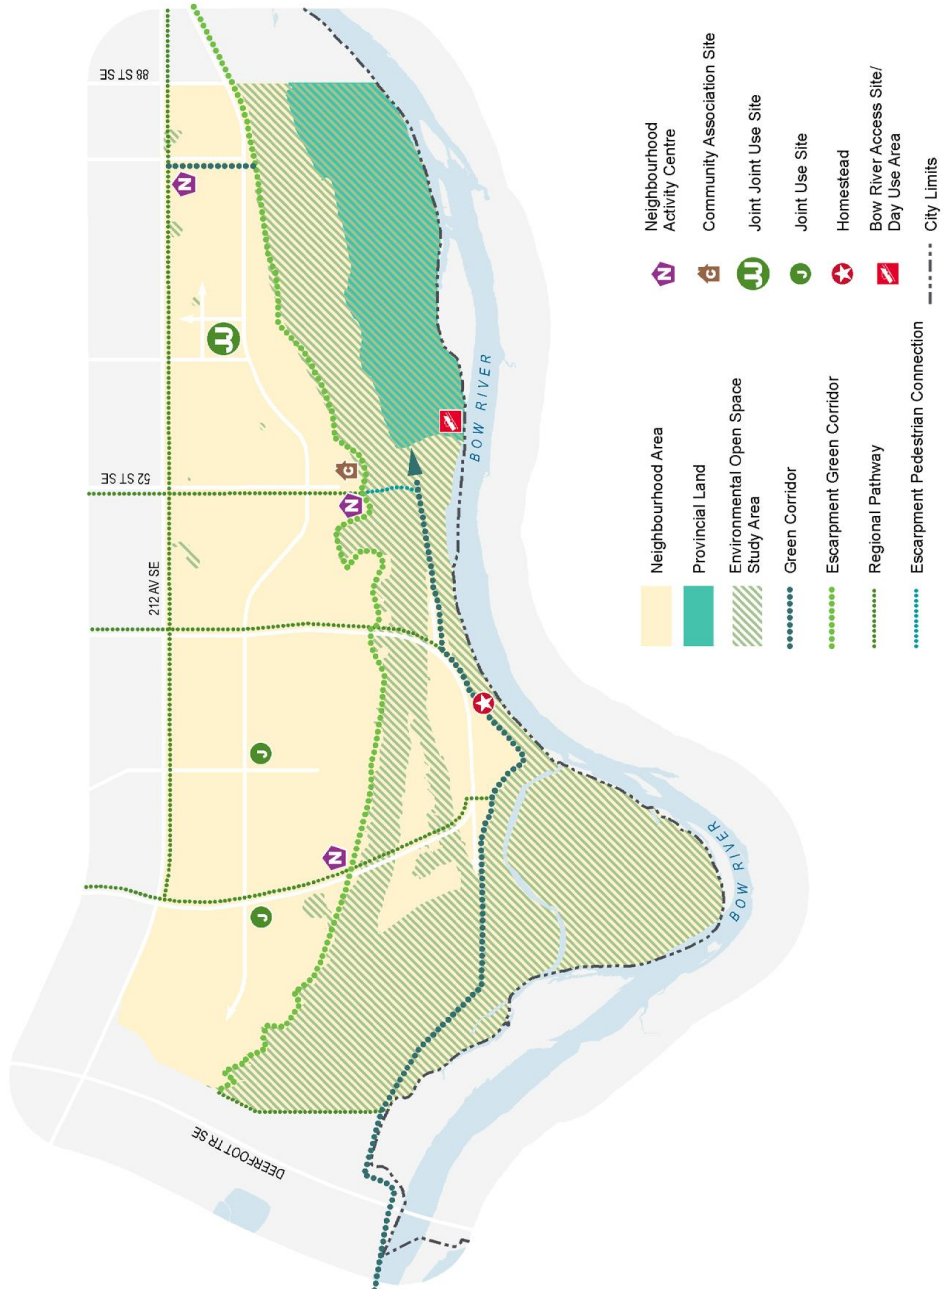 88 ST SE
52 ST SE
212 AV SE
DEERFOOT TR SE
N
N
N
C
JJ
J
J
BOW RIVER
BOW RIVER
Neighbourhood Area
Provincial Land
Environmental Open Space
Study Area
Green Corridor
Escarpment Green Corridor
Regional Pathway
Escarpment Pedestrian Connection
N
Neighbourhood
Activity Centre
C
Community Association Site
JJ
Joint Joint Use Site
J
Joint Use Site
Homestead
Bow River Access Site/
Day Use Area
City Limits